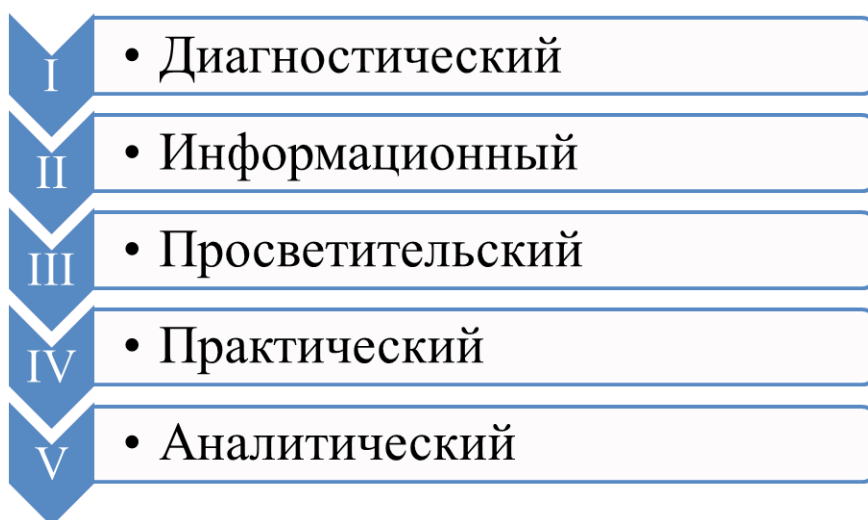 I • Диагностический
II • Информационный
III • Просветительский
IV • Практический
V • Аналитический